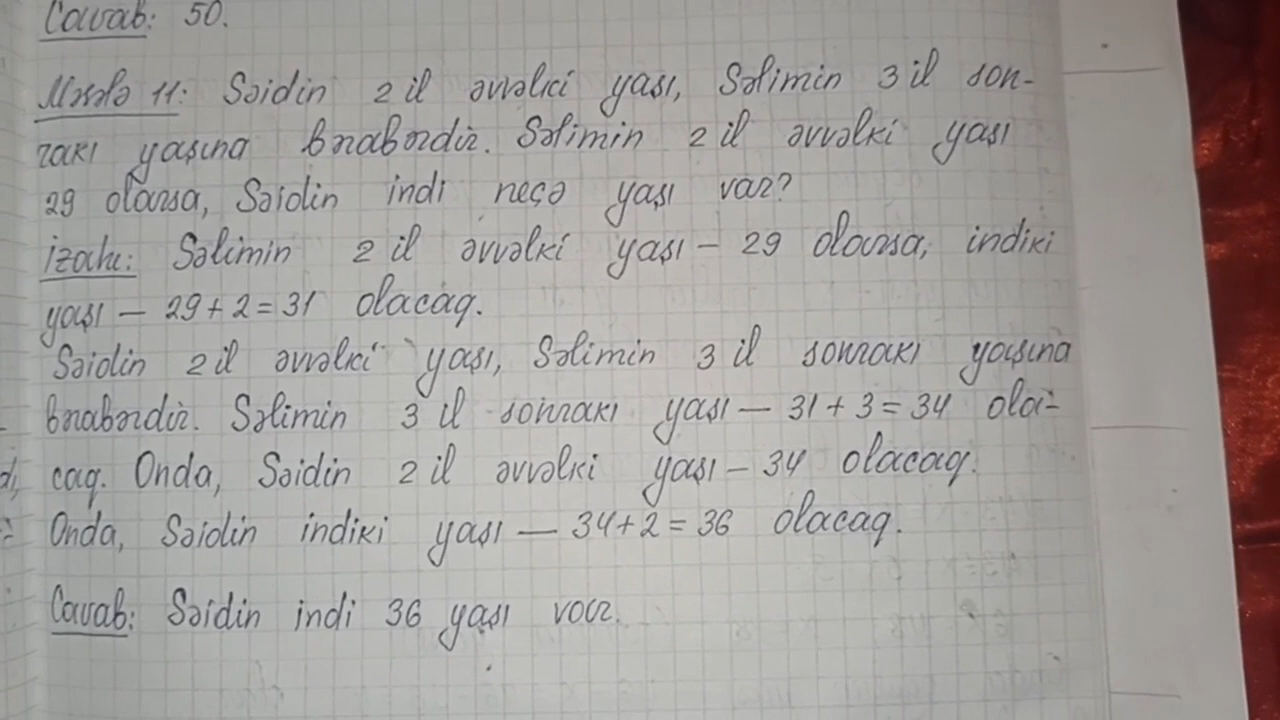 Cavab: 50.
Məsələ 11: Səidin 2 il əvvəlki yaşı, Səlimin 3 il son-
rakı yaşına bərabərdir. Səlimin 2 il əvvəlki yaşı
29 olarsa, Səidin indi neçə yaşı var?
İzahı: Səlimin 2 il əvvəlki yaşı – 29 olarsa, indiki
yaşı – 29 + 2 = 31 olacaq.
Səidin 2 il əvvəlki yaşı, Səlimin 3 il sonrakı yaşına
bərabərdir. Səlimin 3 il sonrakı yaşı – 31 + 3 = 34 ola-
caq. Onda, Səidin 2 il əvvəlki yaşı – 34 olacaq.
Onda, Səidin indiki yaşı – 34 + 2 = 36 olacaq.
Cavab: Səidin indi 36 yaşı var.